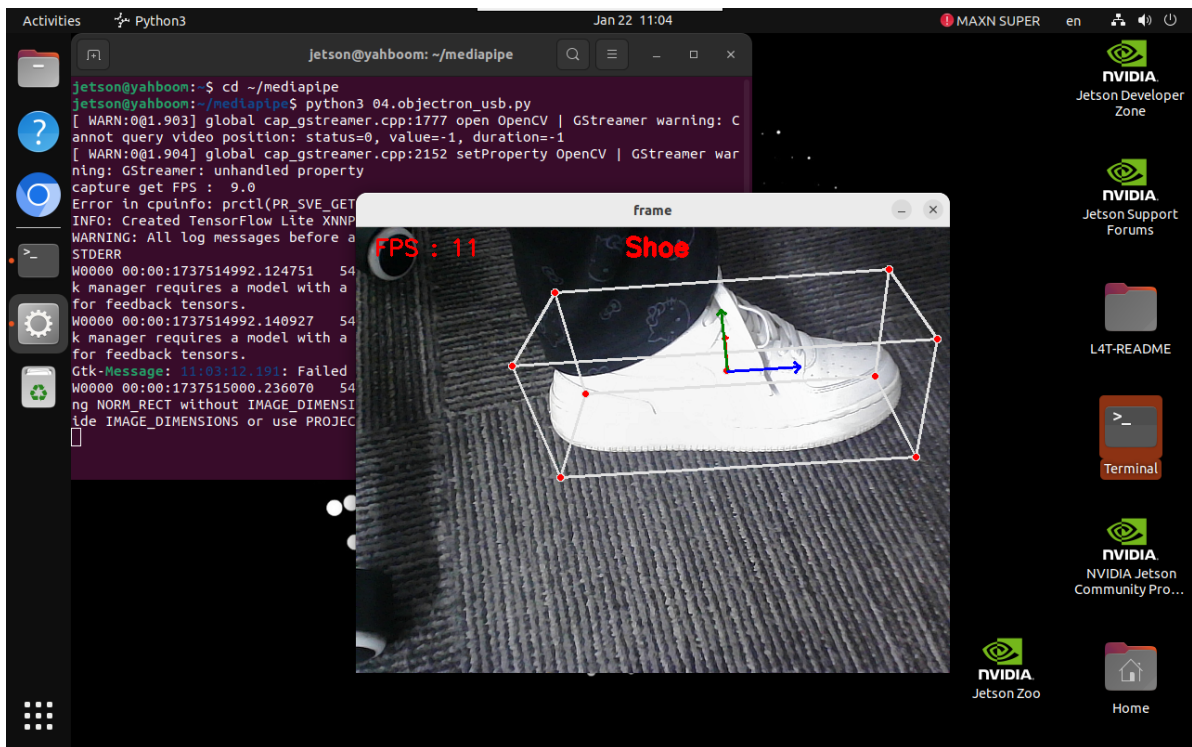 Activities
Python3
Jan 22 11:04
MAXN SUPER
en
jetson@yahboom: ~/mediapipe
jetson@yahboom:~$ cd ~/mediapipe
jetson@yahboom:~/mediapipe$ python3 04.objectron_usb.py
[ WARN:0@1.903] global cap_gstreamer.cpp:1777 open OpenCV | GStreamer warning: C
annot query video position: status=0, value=-1, duration=-1
[ WARN:0@1.904] global cap_gstreamer.cpp:2152 setProperty OpenCV | GStreamer war
ning: GStreamer: unhandled property
capture get FPS :  9.0
Error in cpuinfo: prctl(PR_SVE_GET
INFO: Created TensorFlow Lite XNNP
WARNING: All log messages before a
STDERR
W0000 00:00:1737514992.124751   54
k manager requires a model with a
for feedback tensors.
W0000 00:00:1737514992.140927   54
k manager requires a model with a
for feedback tensors.
Gtk-Message: 11:03:12.191: Failed
W0000 00:00:1737515000.236070   54
ng NORM_RECT without IMAGE_DIMENSI
ide IMAGE_DIMENSIONS or use PROJEC
frame
FPS : 11
Shoe
NVIDIA.
Jetson Developer
Zone
NVIDIA.
Jetson Support
Forums
L4T-README
Terminal
NVIDIA.
NVIDIA Jetson
Community Pro...
NVIDIA.
Jetson Zoo
Home